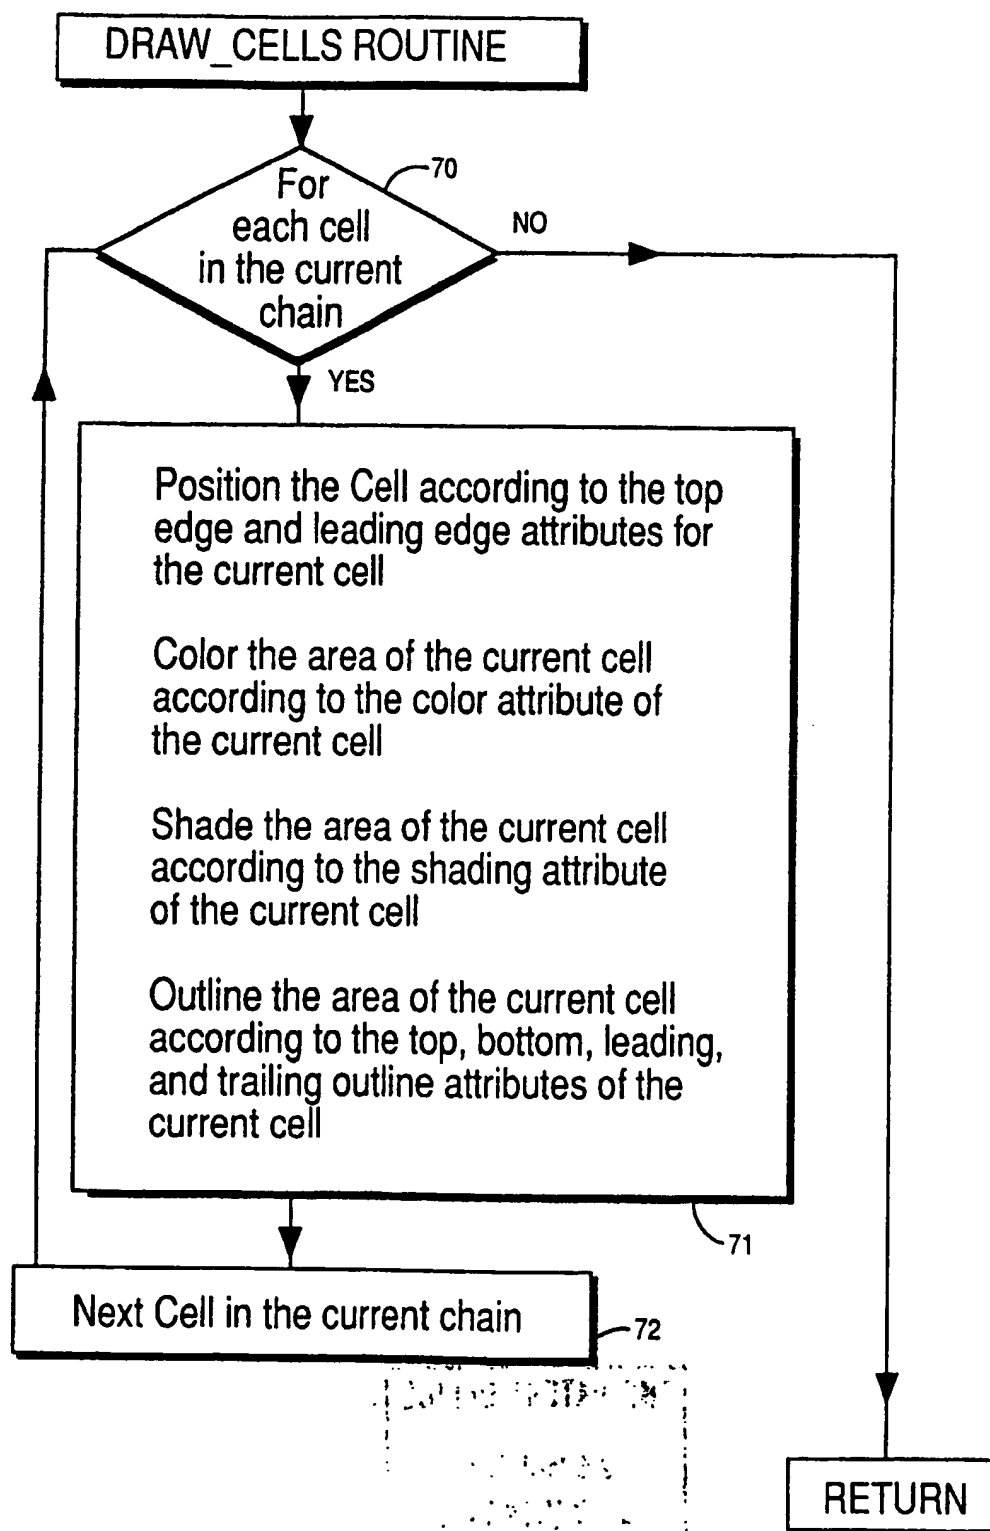 DRAW_CELLS ROUTINE
70
For
each cell
in the current
chain
NO
YES
Position the Cell according to the top
edge and leading edge attributes for
the current cell
Color the area of the current cell
according to the color attribute of
the current cell
Shade the area of the current cell
according to the shading attribute
of the current cell
Outline the area of the current cell
according to the top, bottom, leading,
and trailing outline attributes of the
current cell
71
Next Cell in the current chain
72
RETURN